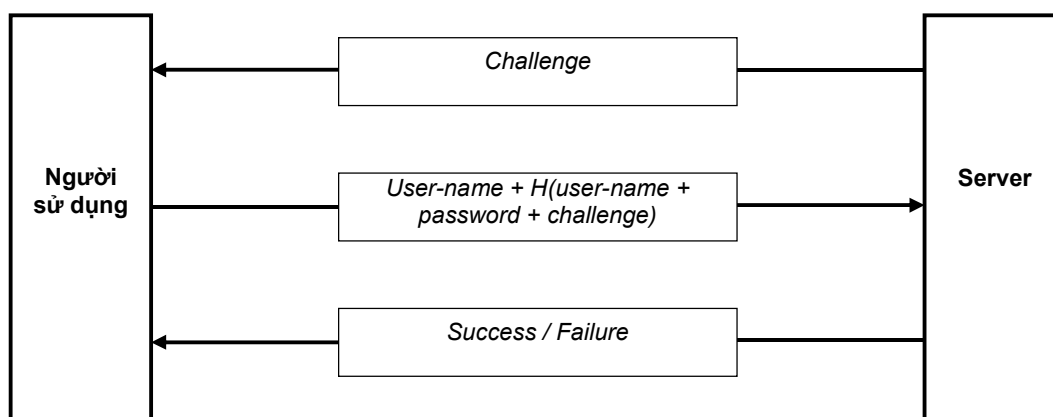 Challenge
Người
sử dụng
User-name + H(user-name +
password + challenge)
Server
Success / Failure